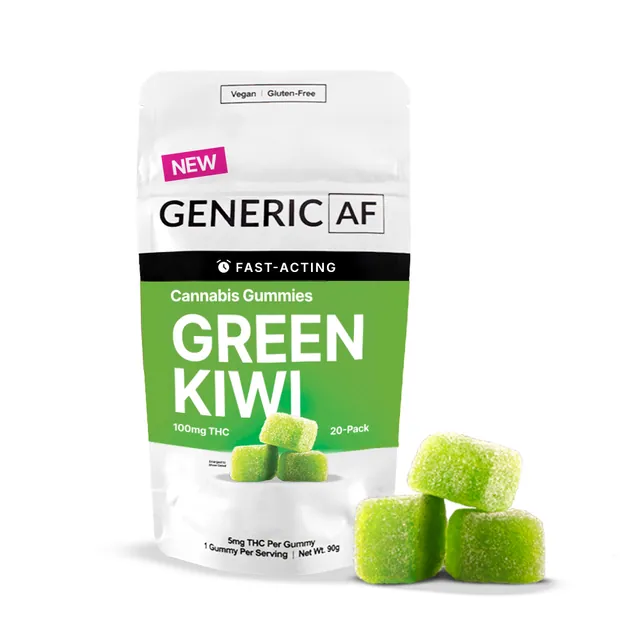 Vegan | Gluten-Free
NEW
GENERIC AF
FAST-ACTING
Cannabis Gummies
GREEN
KIWI
100mg THC 20-Pack
5mg THC Per Gummy
1 Gummy Per Serving | Net Wt. 90g